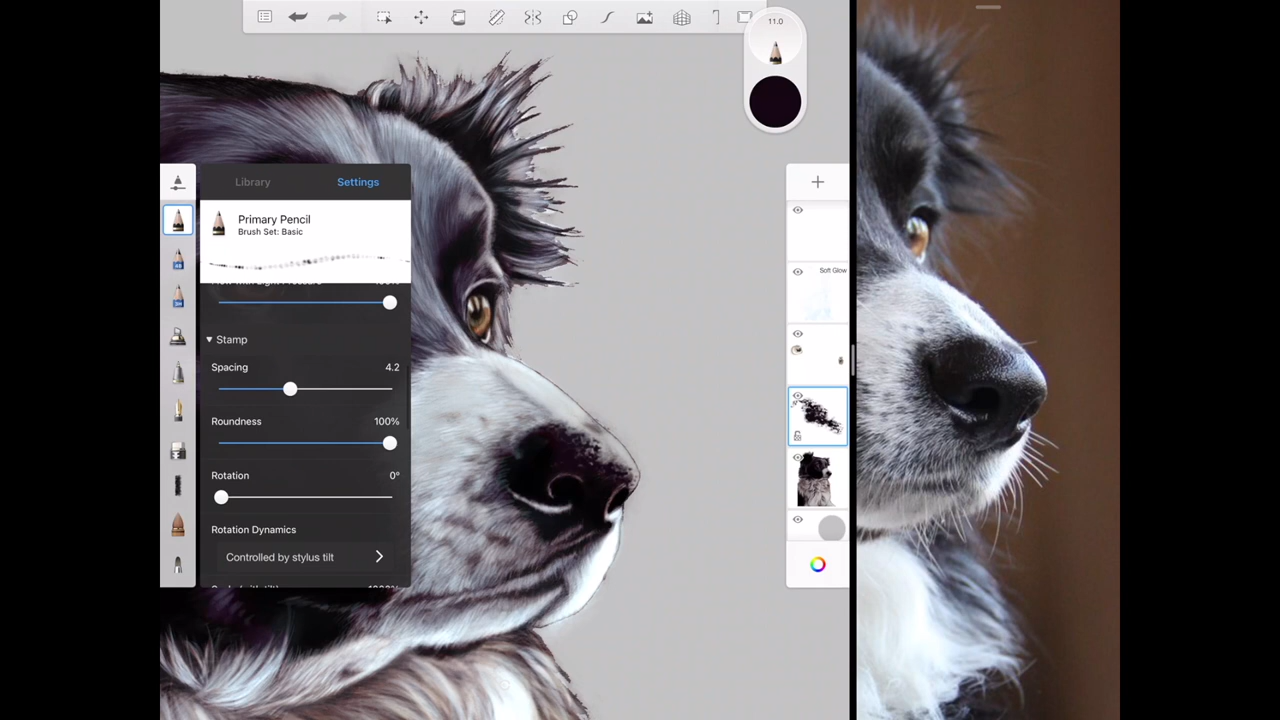 11.0
Library Settings
Primary Pencil
Brush Set: Basic
Stamp
Spacing 4.2
Roundness 100%
Rotation 0°
Rotation Dynamics
Controlled by stylus tilt
Soft Glow